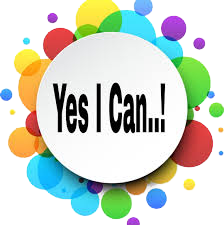 Yes I Can..!